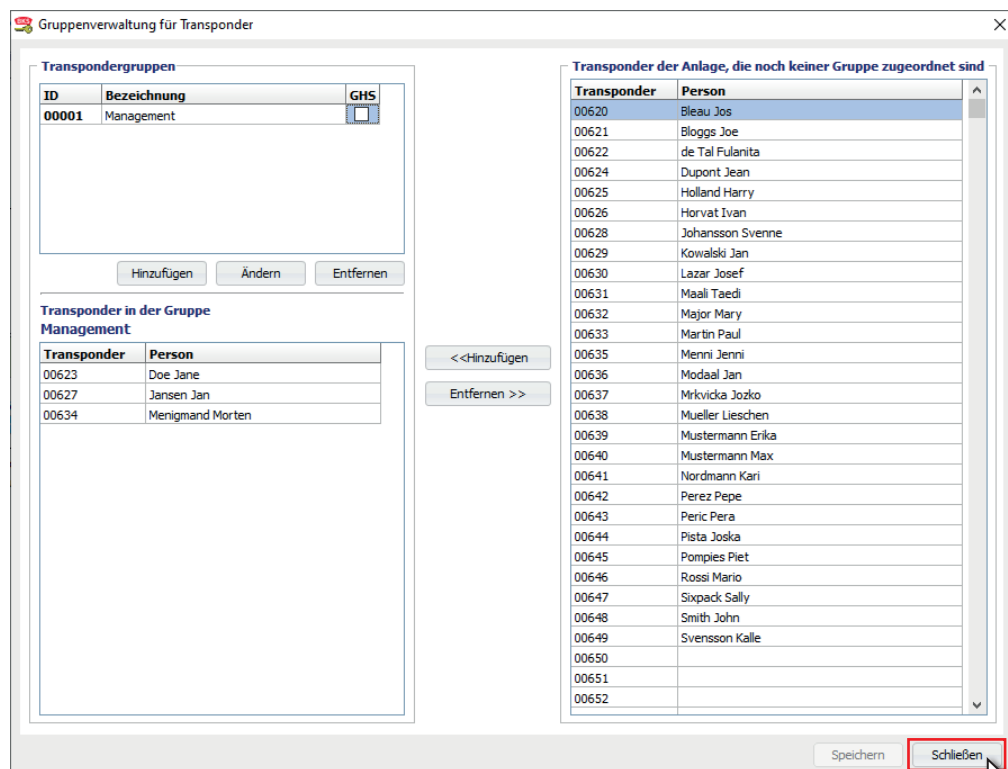 Gruppenverwaltung für Transponder
Transpondergruppen
ID Bezeichnung GHS
00001 Management
Hinzufügen Ändern Entfernen
Transponder in der Gruppe
Management
Transponder Person
00623 Doe Jane
00627 Jansen Jan
00634 Menigmand Morten
<<Hinzufügen
Entfernen >>
Transponder der Anlage, die noch keiner Gruppe zugeordnet sind
Transponder Person
00620 Bleau Jos
00621 Bloggs Joe
00622 de Tal Fulanita
00624 Dupont Jean
00625 Holland Harry
00626 Horvat Ivan
00628 Johansson Svenne
00629 Kowalski Jan
00630 Lazar Josef
00631 Maali Taedi
00632 Major Mary
00633 Martin Paul
00635 Menni Jenni
00636 Modaal Jan
00637 Mrkvicka Jozko
00638 Mueller Lieschen
00639 Mustermann Erika
00640 Mustermann Max
00641 Nordmann Kari
00642 Perez Pepe
00643 Peric Pera
00644 Pista Joska
00645 Pompies Piet
00646 Rossi Mario
00647 Sixpack Sally
00648 Smith John
00649 Svensson Kalle
00650
00651
00652
Speichern Schließen